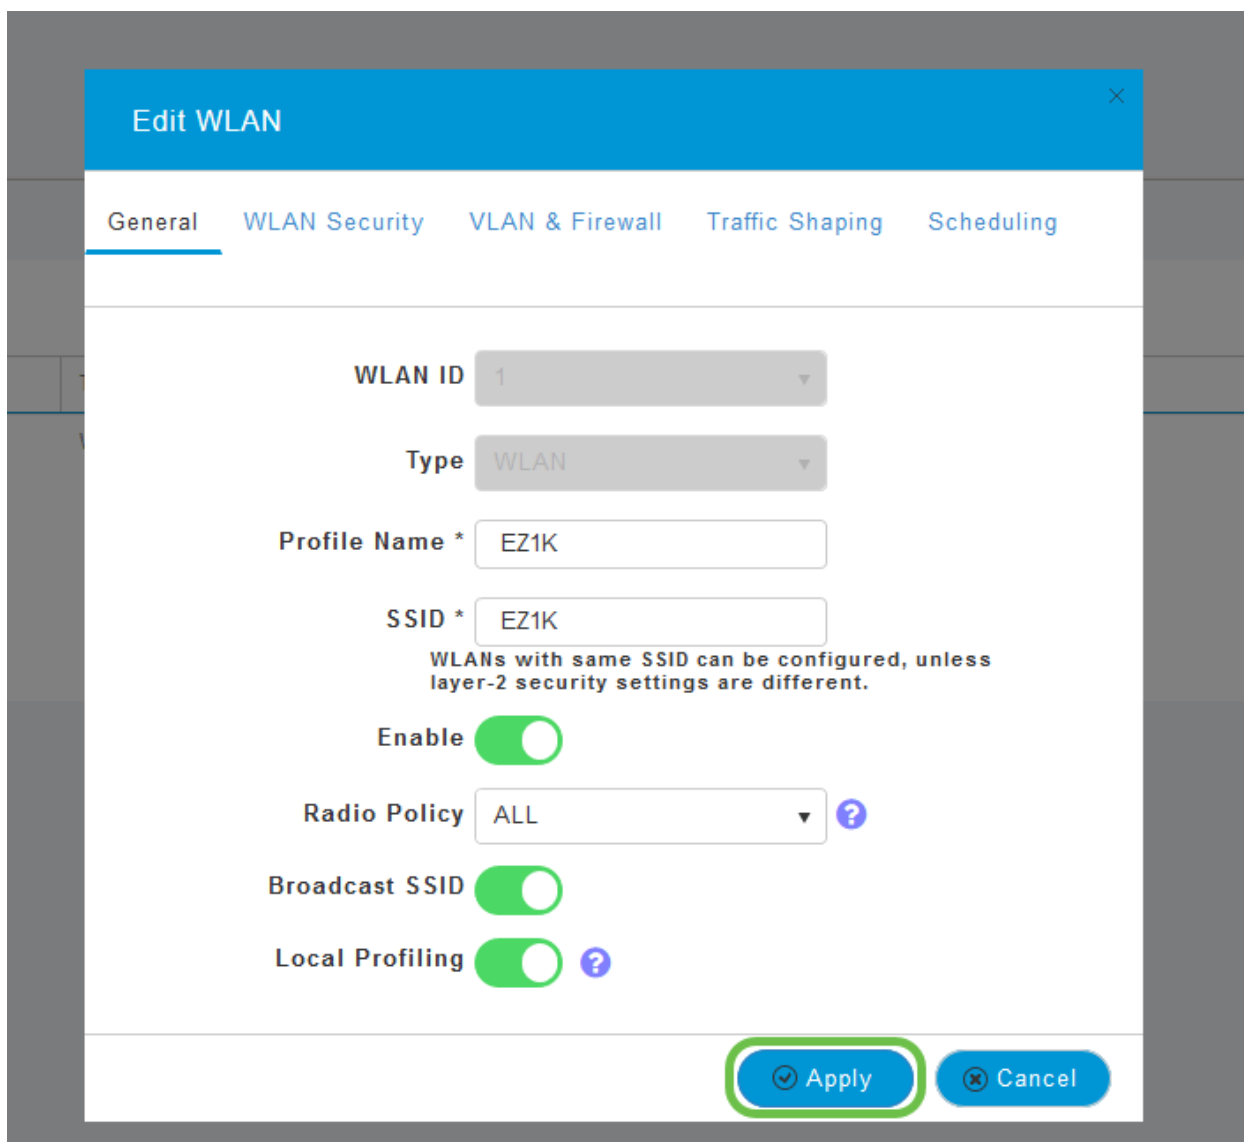 Edit WLAN
General WLAN Security VLAN & Firewall Traffic Shaping Scheduling
WLAN ID 1
Type WLAN
Profile Name * EZ1K
SSID * EZ1K
WLANs with same SSID can be configured, unless
layer-2 security settings are different.
Enable
Radio Policy ALL ?
Broadcast SSID
Local Profiling ?
Apply Cancel